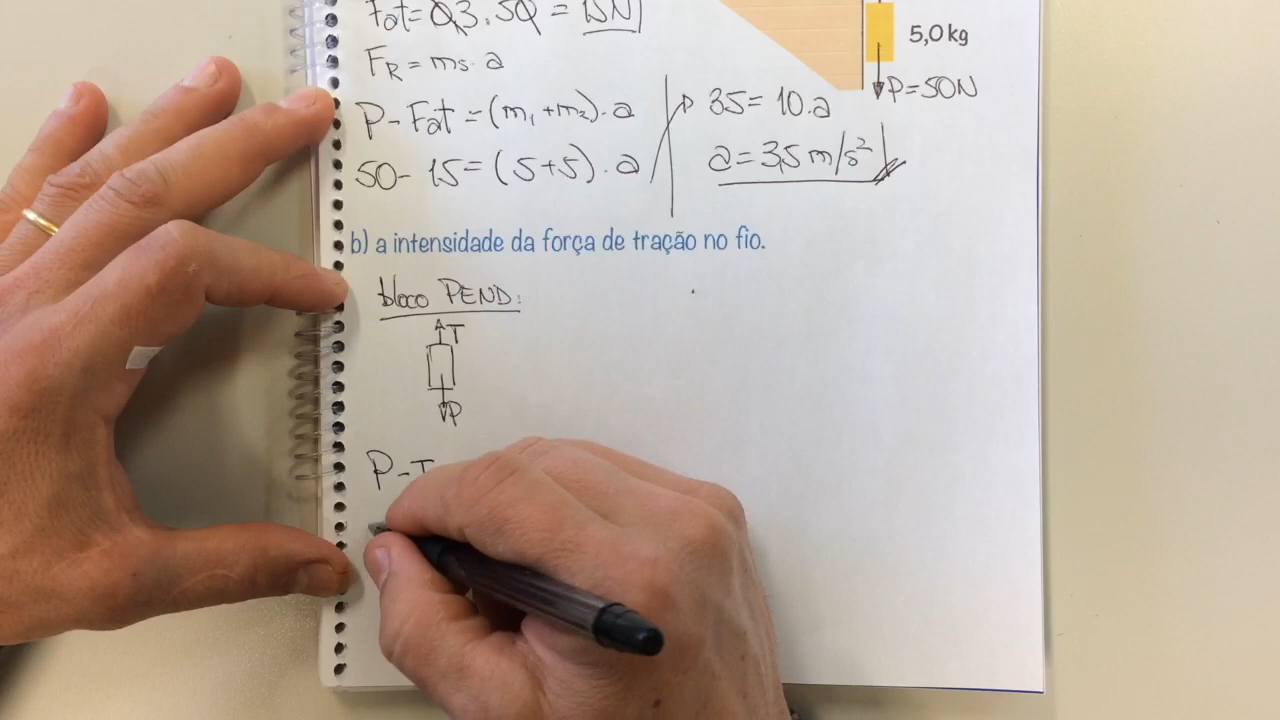 Fat = 0,3 . 50 = 15N
5,0 kg
FR = ms . a
P = 50N
P - Fat = (m1 + m2) . a
35 = 10 . a
50 - 15 = (5+5) . a
a = 3,5 m/s²
b) a intensidade da força de tração no fio.
bloco PEND:
T
P
P - T